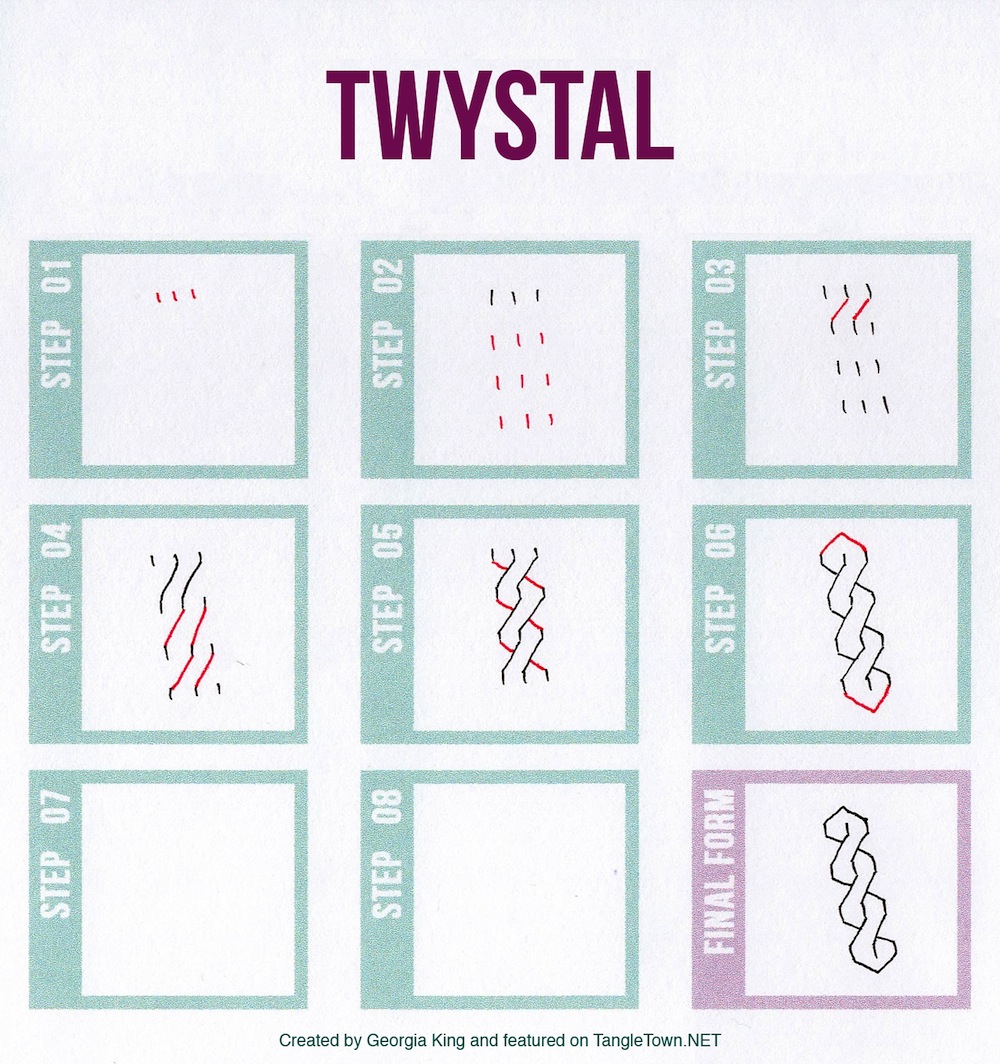 TWYSTAL
STEP 01
STEP 02
STEP 03
STEP 04
STEP 05
STEP 06
STEP 07
STEP 08
FINAL FORM
Created by Georgia King and featured on TangleTown.NET